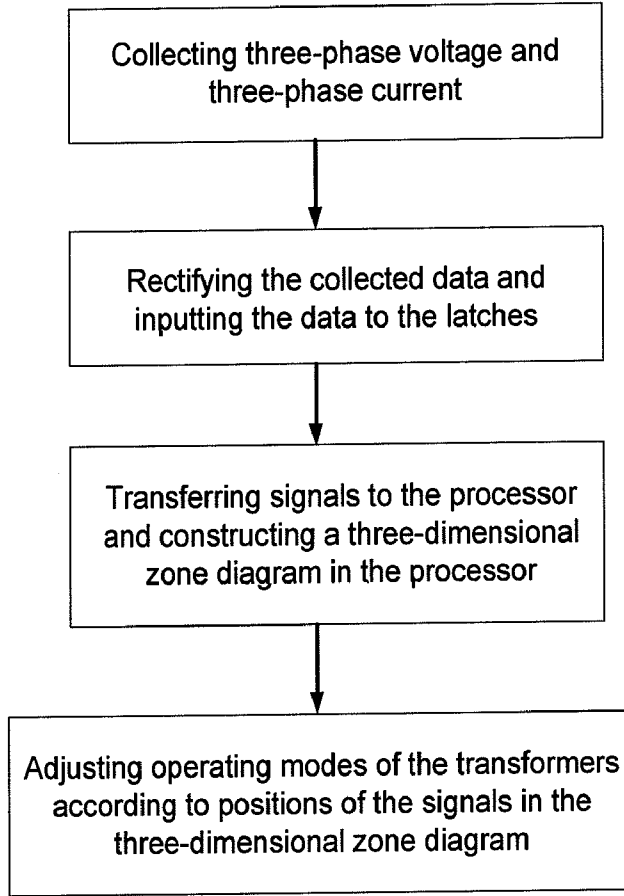 Collecting three-phase voltage and
three-phase current
Rectifying the collected data and
inputting the data to the latches
Transferring signals to the processor
and constructing a three-dimensional
zone diagram in the processor
Adjusting operating modes of the transformers
according to positions of the signals in the
three-dimensional zone diagram